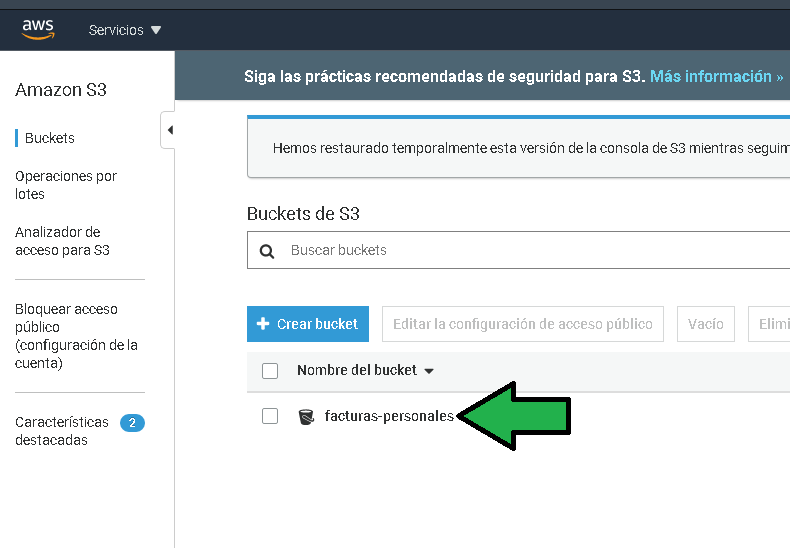 aws
Servicios
Siga las prácticas recomendadas de seguridad para S3. Más información »
Amazon S3
Buckets
Operaciones por
lotes
Analizador de
acceso para S3
Bloquear acceso
público
(configuración de la
cuenta)
Características
destacadas
2
Hemos restaurado temporalmente esta versión de la consola de S3 mientras seguim
Buckets de S3
Buscar buckets
+ Crear bucket
Editar la configuración de acceso público
Vacío
Elimi
Nombre del bucket
facturas-personales